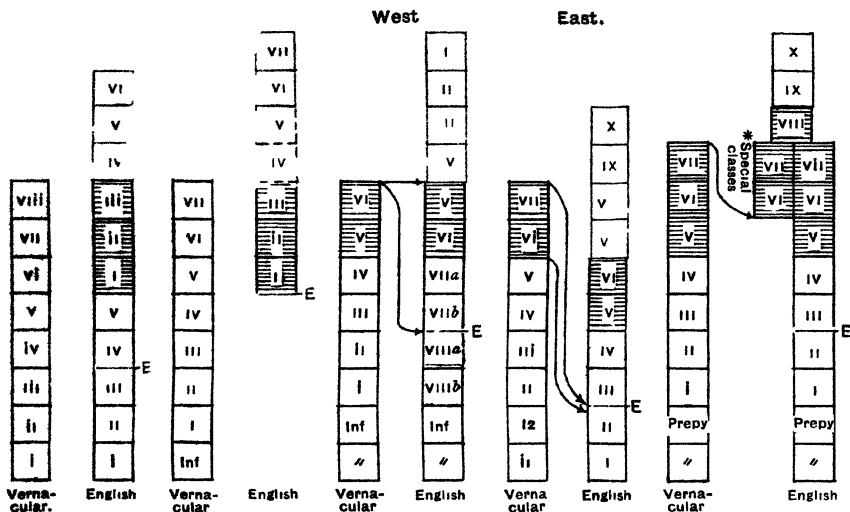 West
East.
VIII
VII
VI
V
IV
III
II
I
Verna-
cular.
VI
V
IV
III
II
I
V
IV
III
E
II
I
English
VII
VI
V
IV
III
II
I
Inf
Verna-
cular
VII
VI
V
IV
III
II
I
E
English
VI
V
IV
III
II
I
Inf
"
Verna-
cular
I
II
II
V
V
VI
VIIa
VIIb
E
VIIIa
VIIIb
Inf
"
English
VII
VI
V
IV
III
II
I2
I1
Verna
cular
X
IX
V
V
VI
V
IV
III
E
II
I
English
VII
VI
V
IV
III
II
I
Prepy
"
Verna-
cular
* Special
classes
X
IX
VIII
VII VII
VI VI
V
IV
III
E
II
I
Prepy
"
English